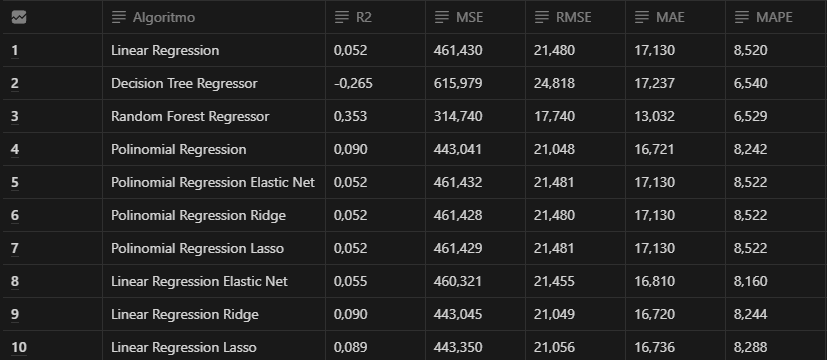 Algoritmo R2 MSE RMSE MAE MAPE
1 Linear Regression 0,052 461,430 21,480 17,130 8,520
2 Decision Tree Regressor -0,265 615,979 24,818 17,237 6,540
3 Random Forest Regressor 0,353 314,740 17,740 13,032 6,529
4 Polinomial Regression 0,090 443,041 21,048 16,721 8,242
5 Polinomial Regression Elastic Net 0,052 461,432 21,481 17,130 8,522
6 Polinomial Regression Ridge 0,052 461,428 21,480 17,130 8,522
7 Polinomial Regression Lasso 0,052 461,429 21,481 17,130 8,522
8 Linear Regression Elastic Net 0,055 460,321 21,455 16,810 8,160
9 Linear Regression Ridge 0,090 443,045 21,049 16,720 8,244
10 Linear Regression Lasso 0,089 443,350 21,056 16,736 8,288